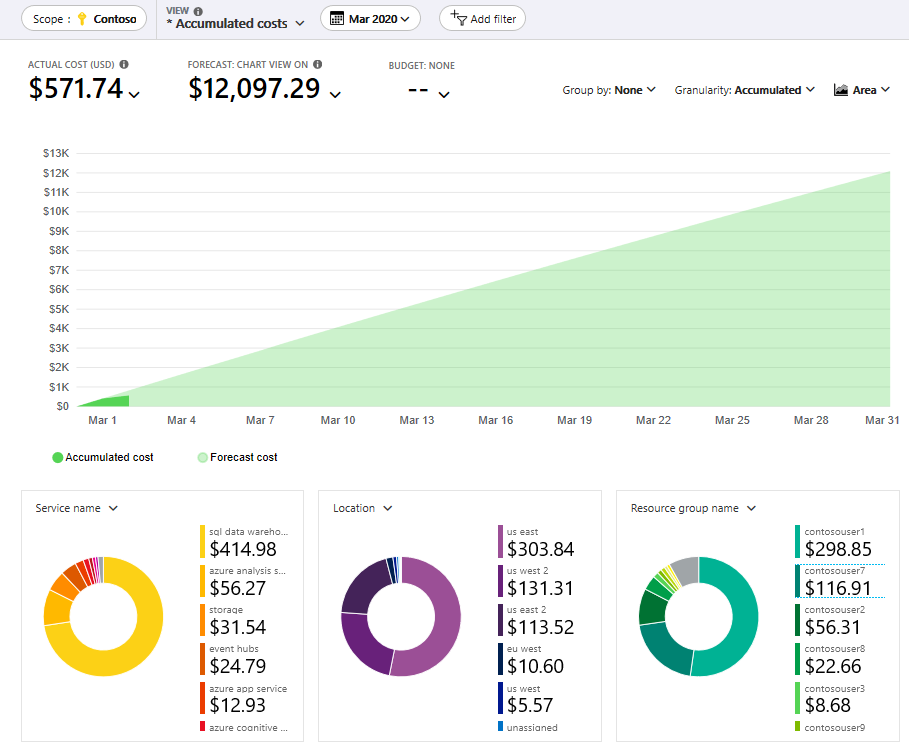 Scope : Contoso
VIEW
* Accumulated costs
Mar 2020
Add filter
ACTUAL COST (USD)
$571.74
FORECAST: CHART VIEW ON
$12,097.29
BUDGET: NONE
--
Group by: None
Granularity: Accumulated
Area
$13K
$12K
$11K
$10K
$9K
$8K
$7K
$6K
$5K
$4K
$3K
$2K
$1K
$0
Mar 1 Mar 4 Mar 7 Mar 10 Mar 13 Mar 16 Mar 19 Mar 22 Mar 25 Mar 28 Mar 31
Accumulated cost Forecast cost
Service name
sql data wareho...
$414.98
azure analysis s...
$56.27
storage
$31.54
event hubs
$24.79
azure app service
$12.93
azure cognitive ...
Location
us east
$303.84
us west 2
$131.31
us east 2
$113.52
eu west
$10.60
us west
$5.57
unassigned
Resource group name
contosouser1
$298.85
contosouser7
$116.91
contosouser2
$56.31
contosouser8
$22.66
contosouser3
$8.68
contosouser9